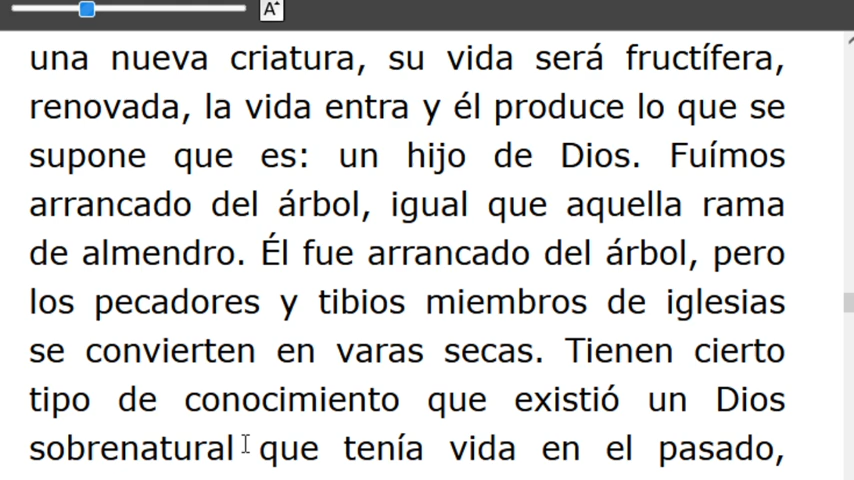 A
una nueva criatura, su vida será fructífera,
renovada, la vida entra y él produce lo que se
supone que es: un hijo de Dios. Fuímos
arrancado del árbol, igual que aquella rama
de almendro. Él fue arrancado del árbol, pero
los pecadores y tibios miembros de iglesias
se convierten en varas secas. Tienen cierto
tipo de conocimiento que existió un Dios
sobrenatural que tenía vida en el pasado,